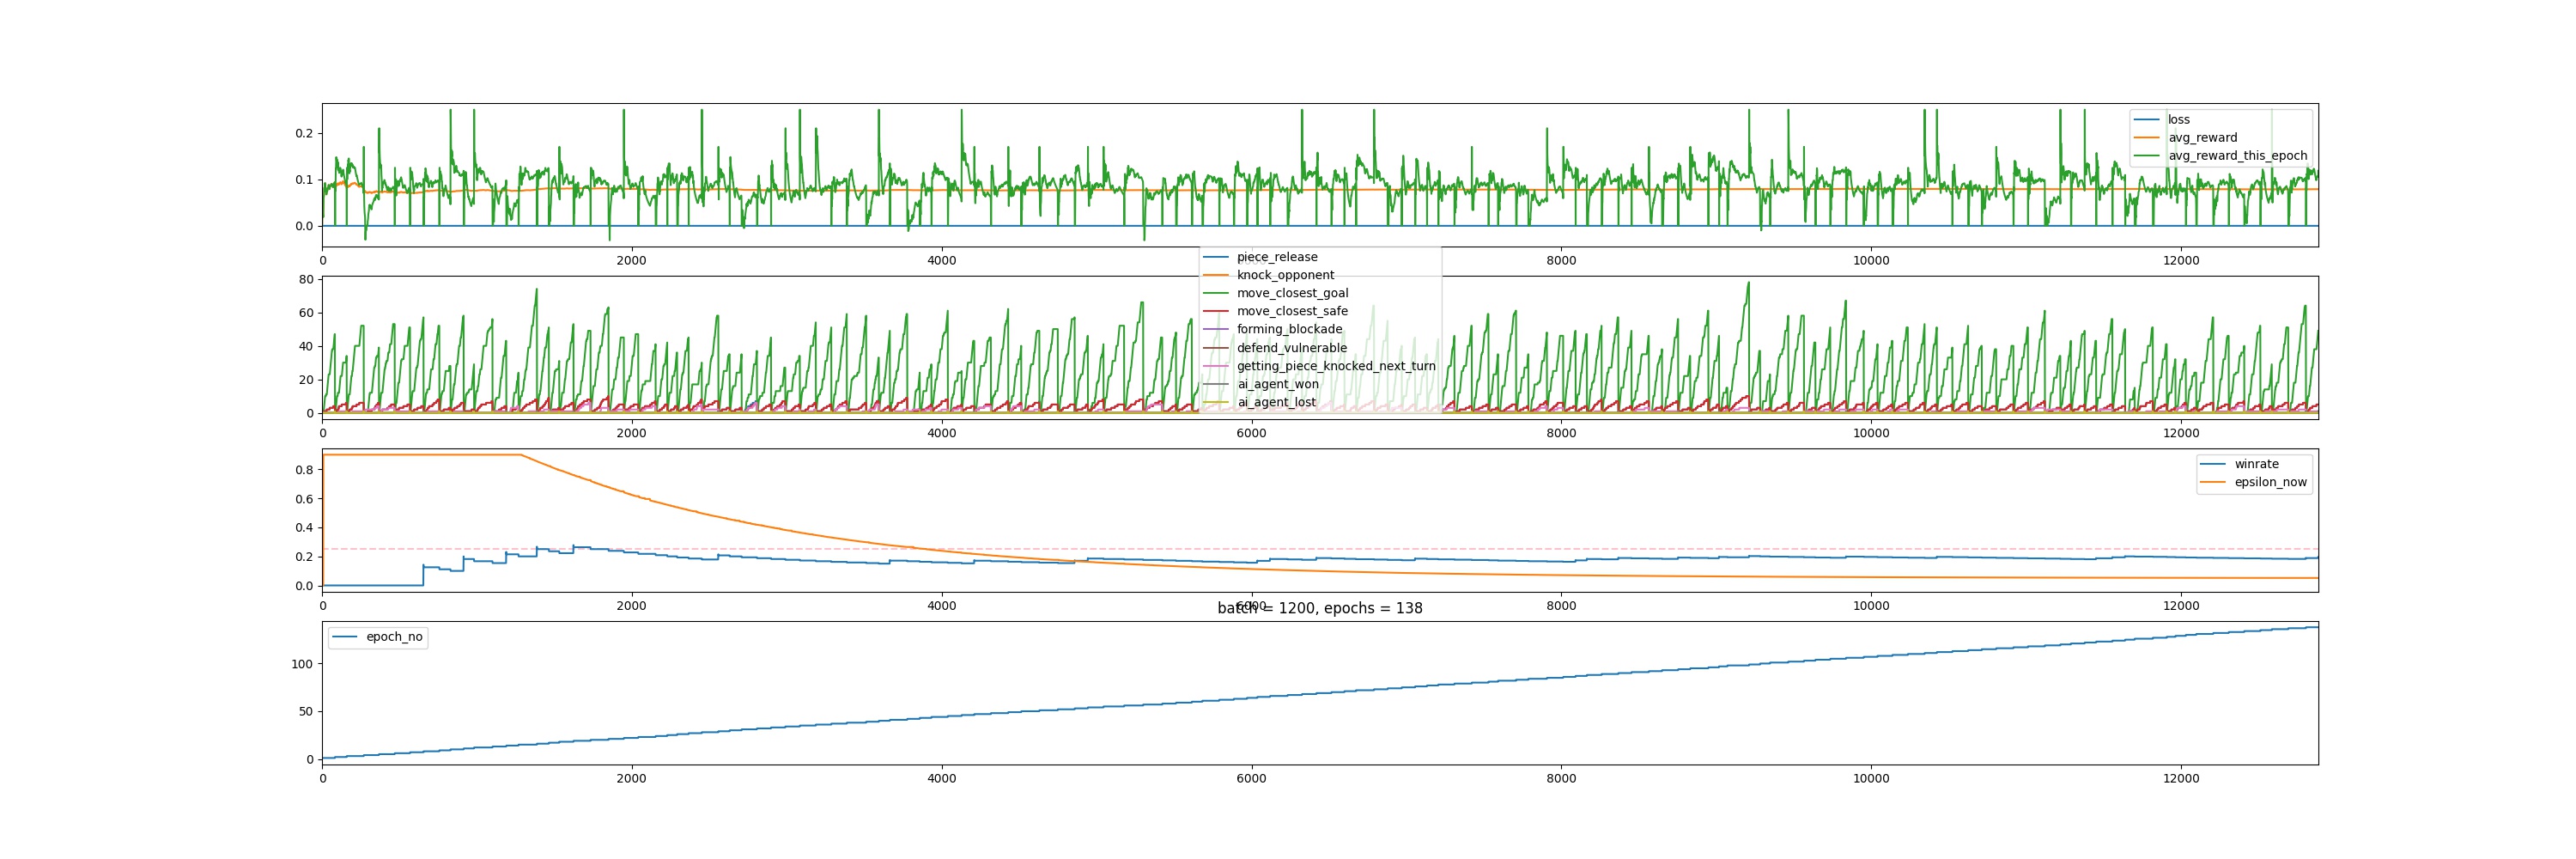 0.2
0.1
0.0
loss
avg_reward
avg_reward_this_epoch
0 2000 4000 6000 8000 10000 12000
80
60
40
20
0
piece_release
knock_opponent
move_closest_goal
move_closest_safe
forming_blockade
defend_vulnerable
getting_piece_knocked_next_turn
ai_agent_won
ai_agent_lost
0 2000 4000 6000 8000 10000 12000
0.8
0.6
0.4
0.2
0.0
winrate
epsilon_now
0 2000 4000 6000 8000 10000 12000
batch = 1200, epochs = 138
100
50
0
epoch_no
0 2000 4000 6000 8000 10000 12000